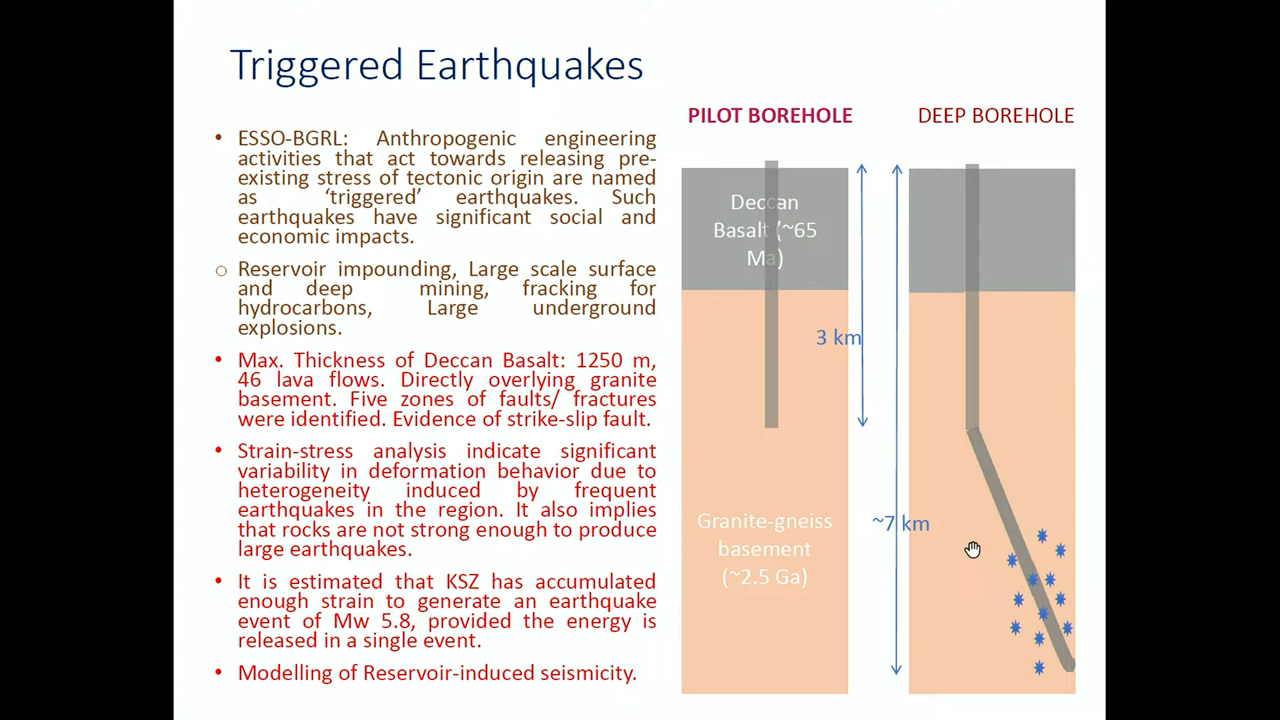 Triggered Earthquakes
• ESSO-BGRL: Anthropogenic engineering
activities that act towards releasing pre-
existing stress of tectonic origin are named
as ‘triggered’ earthquakes. Such
earthquakes have significant social and
economic impacts.
o Reservoir impounding, Large scale surface
and deep mining, fracking for
hydrocarbons, Large underground
explosions.
• Max. Thickness of Deccan Basalt: 1250 m,
46 lava flows. Directly overlying granite
basement. Five zones of faults/ fractures
were identified. Evidence of strike-slip fault.
• Strain-stress analysis indicate significant
variability in deformation behavior due to
heterogeneity induced by frequent
earthquakes in the region. It also implies
that rocks are not strong enough to produce
large earthquakes.
• It is estimated that KSZ has accumulated
enough strain to generate an earthquake
event of Mw 5.8, provided the energy is
released in a single event.
• Modelling of Reservoir-induced seismicity.
PILOT BOREHOLE
Deccan
Basalt (~65
Ma)
3 km
Granite-gneiss
basement
(~2.5 Ga)
DEEP BOREHOLE
~7 km